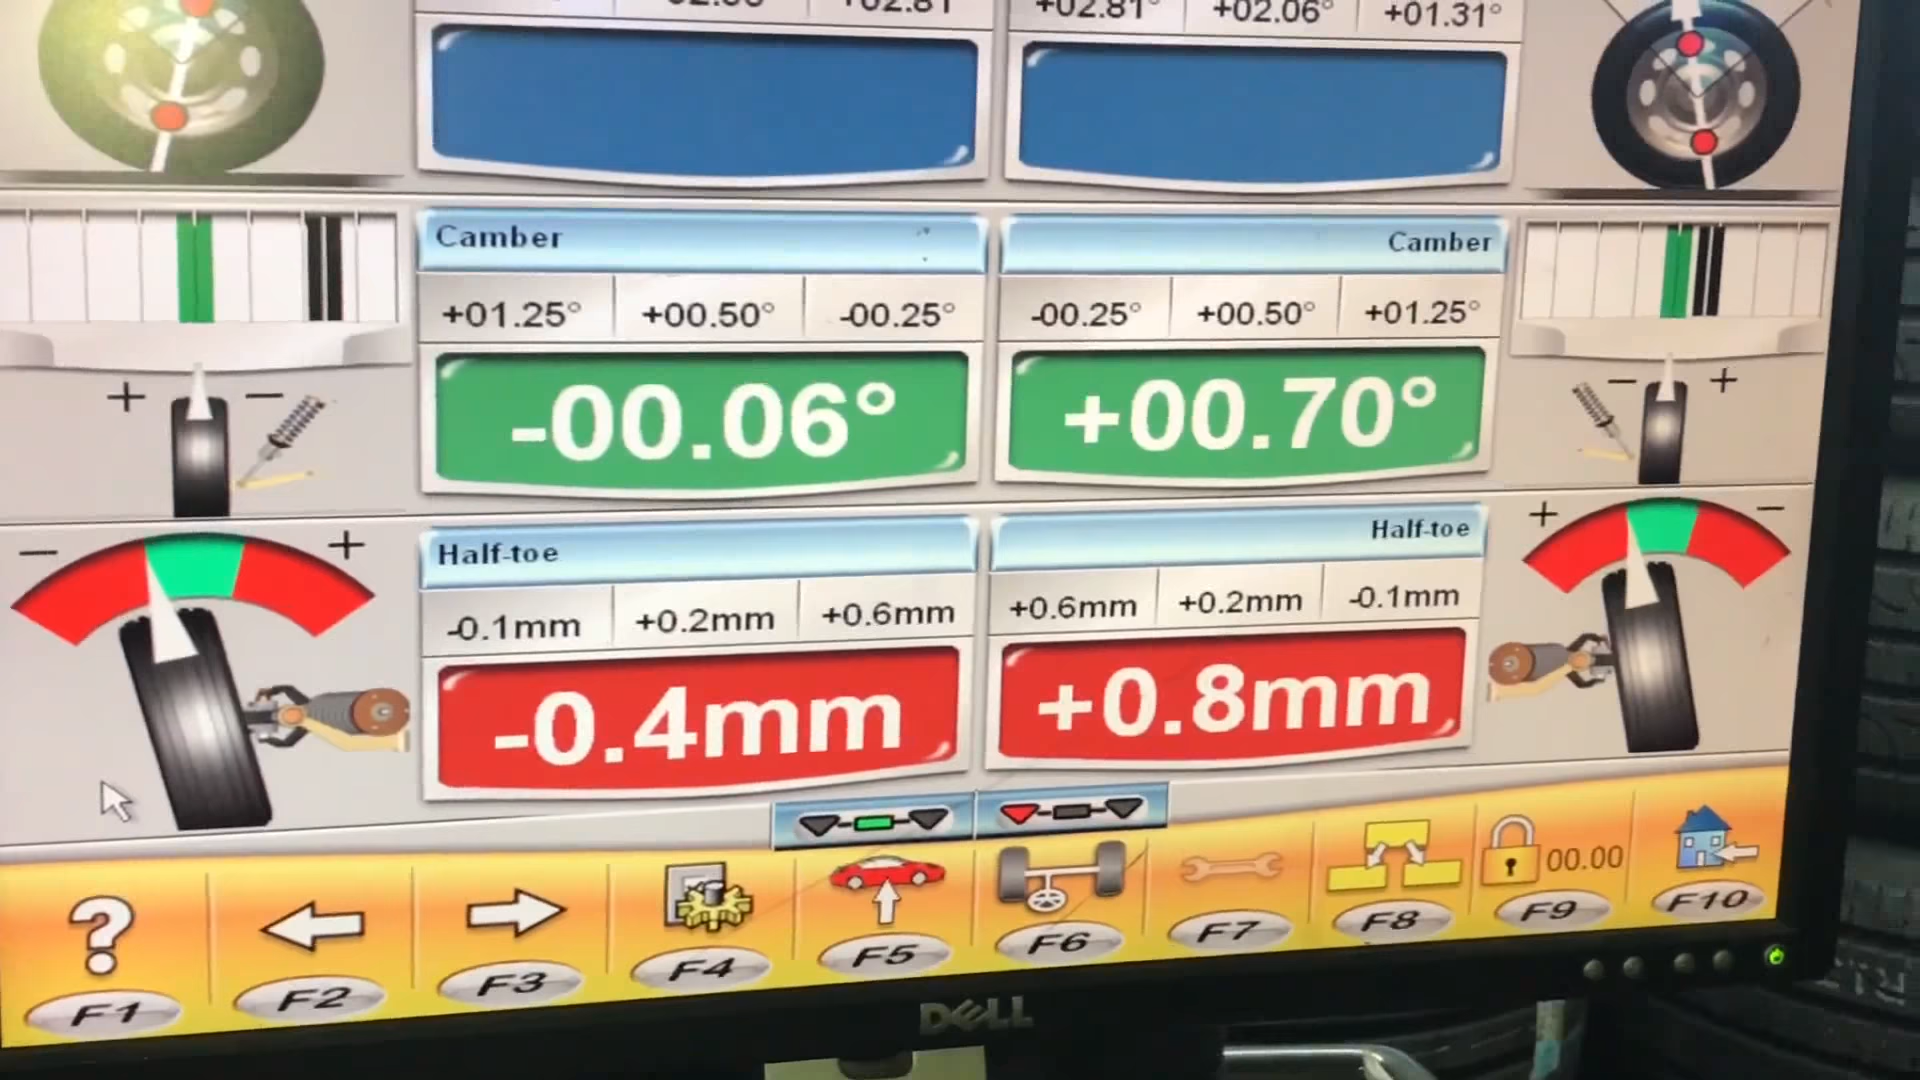 +02.81° +02.06° +01.31°
Camber Camber
+01.25° +00.50° -00.25° -00.25° +00.50° +01.25°
-00.06° +00.70°
+ - - +
- + + -
Half-toe Half-toe
-0.1mm +0.2mm +0.6mm +0.6mm +0.2mm -0.1mm
-0.4mm +0.8mm
? 00.00
F1 F2 F3 F4 F5 F6 F7 F8 F9 F10
DELL